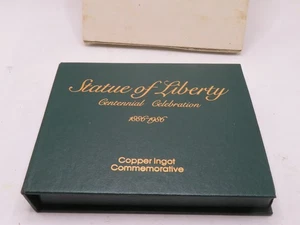 Statue of Liberty
Centennial Celebration
1886-1986
Copper Ingot
Commemorative